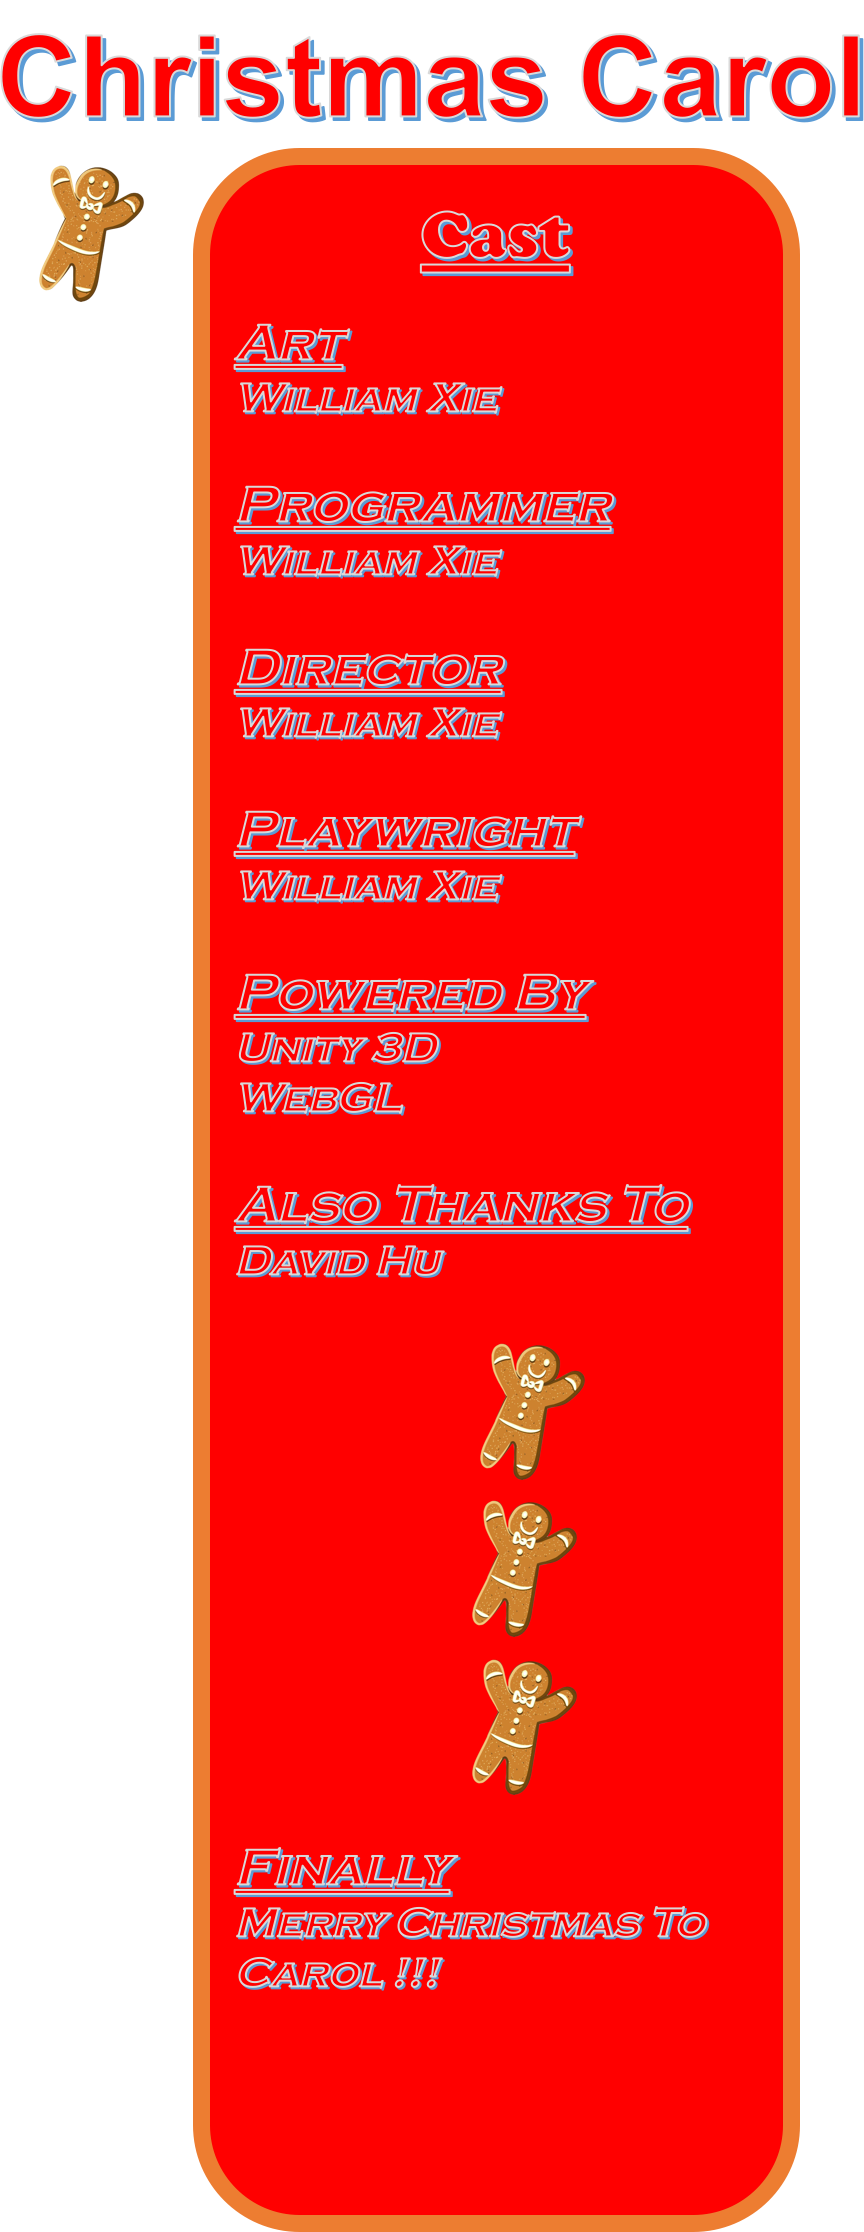 Christmas Carol
Cast
Art
William Xie
Programmer
William Xie
Director
William Xie
Playwright
William Xie
Powered By
Unity 3D
WebGL
Also Thanks To
David Hu
Finally
Merry Christmas To
Carol !!!